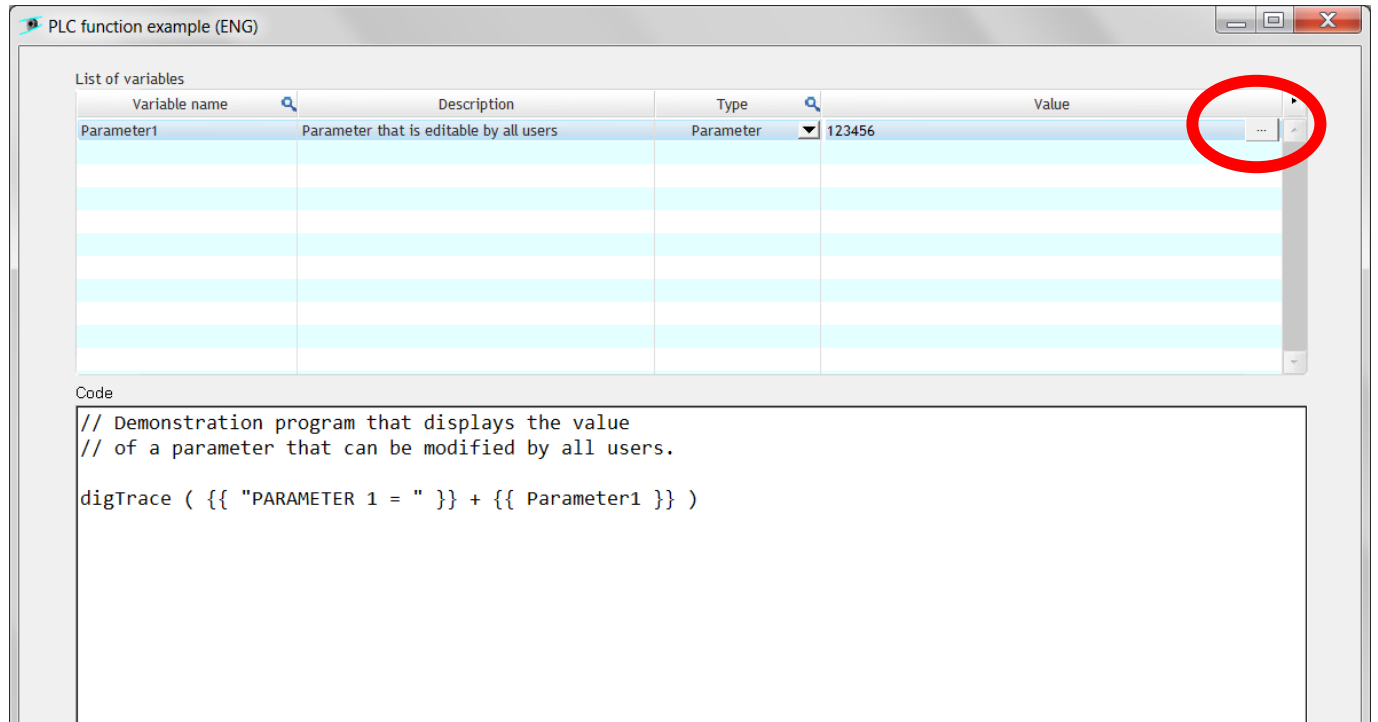 PLC function example (ENG)
List of variables
Variable name Description Type Value
Parameter1 Parameter that is editable by all users Parameter 123456 ...
Code
// Demonstration program that displays the value
// of a parameter that can be modified by all users.
digTrace ( {{ "PARAMETER 1 = " }} + {{ Parameter1 }} )